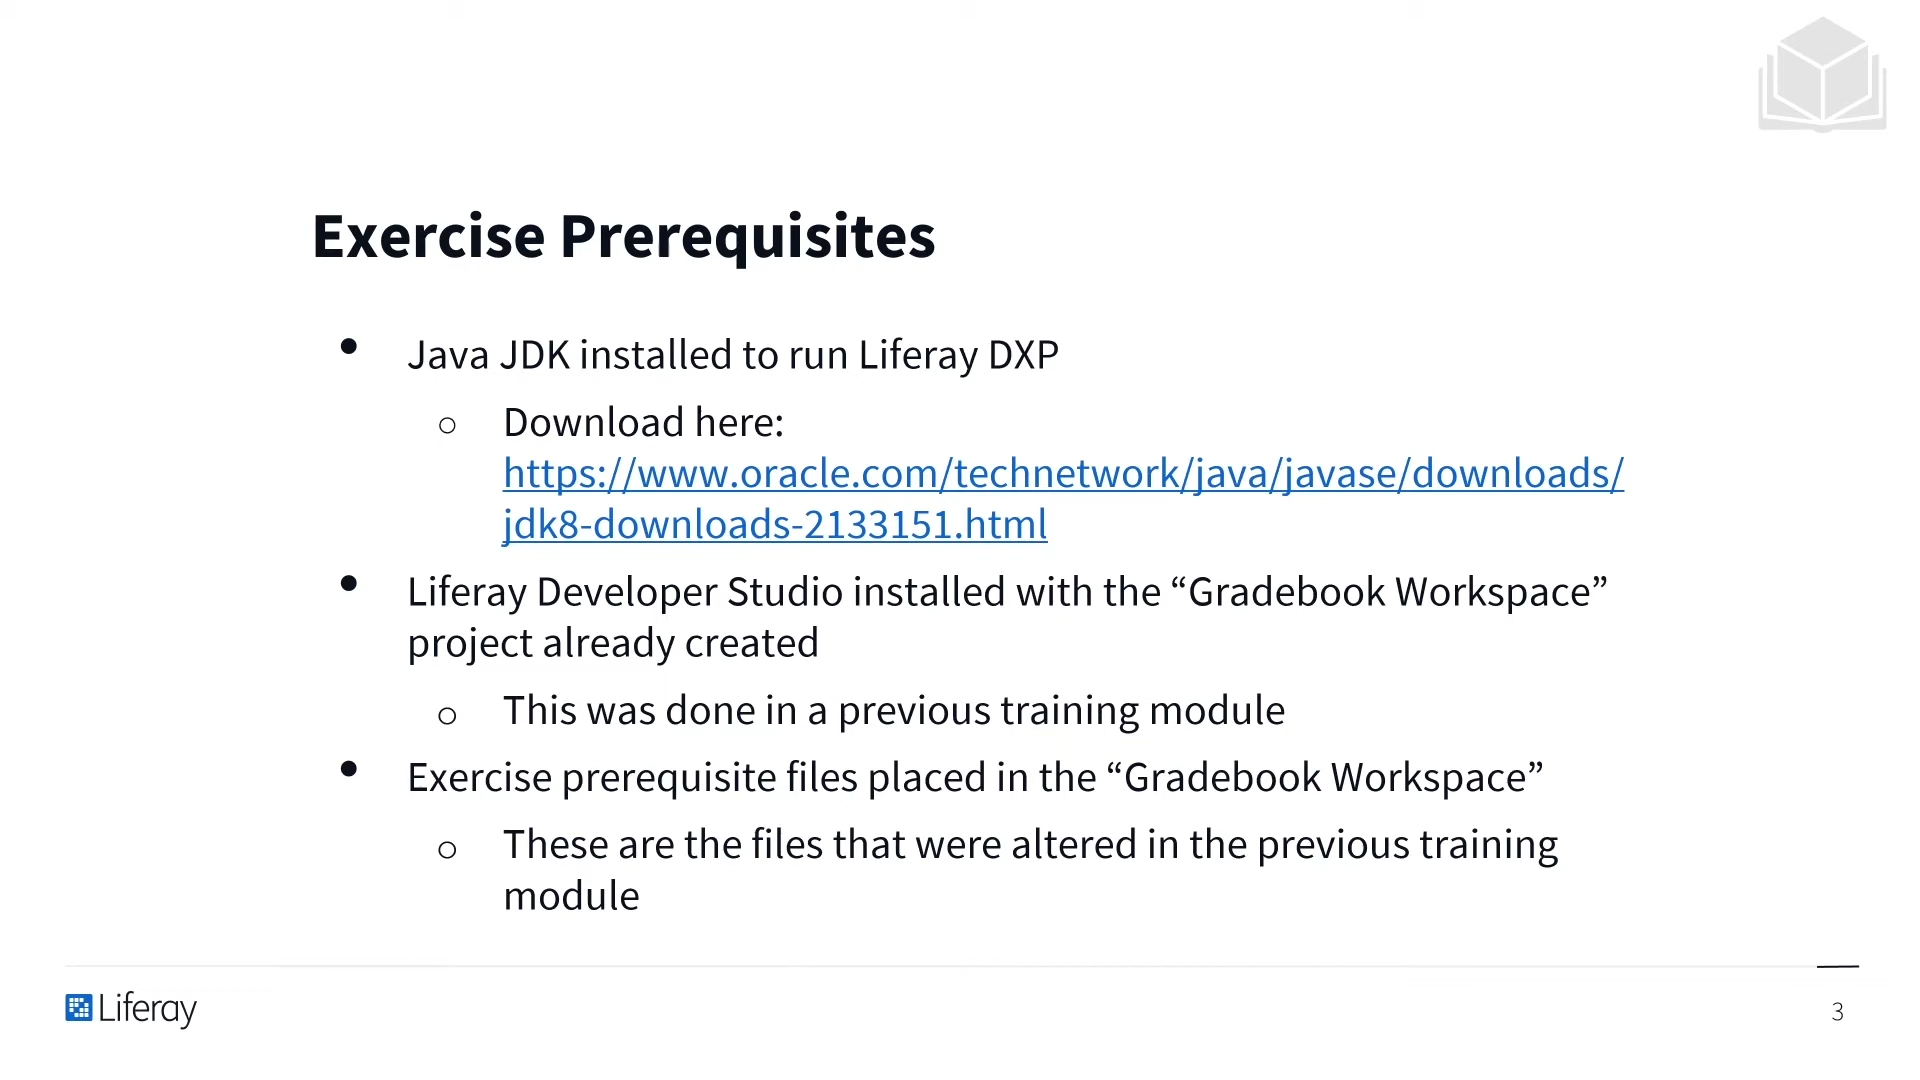 Exercise Prerequisites
• Java JDK installed to run Liferay DXP
○ Download here:
https://www.oracle.com/technetwork/java/javase/downloads/
jdk8-downloads-2133151.html
• Liferay Developer Studio installed with the “Gradebook Workspace”
project already created
○ This was done in a previous training module
• Exercise prerequisite files placed in the “Gradebook Workspace”
○ These are the files that were altered in the previous training
module
Liferay
3